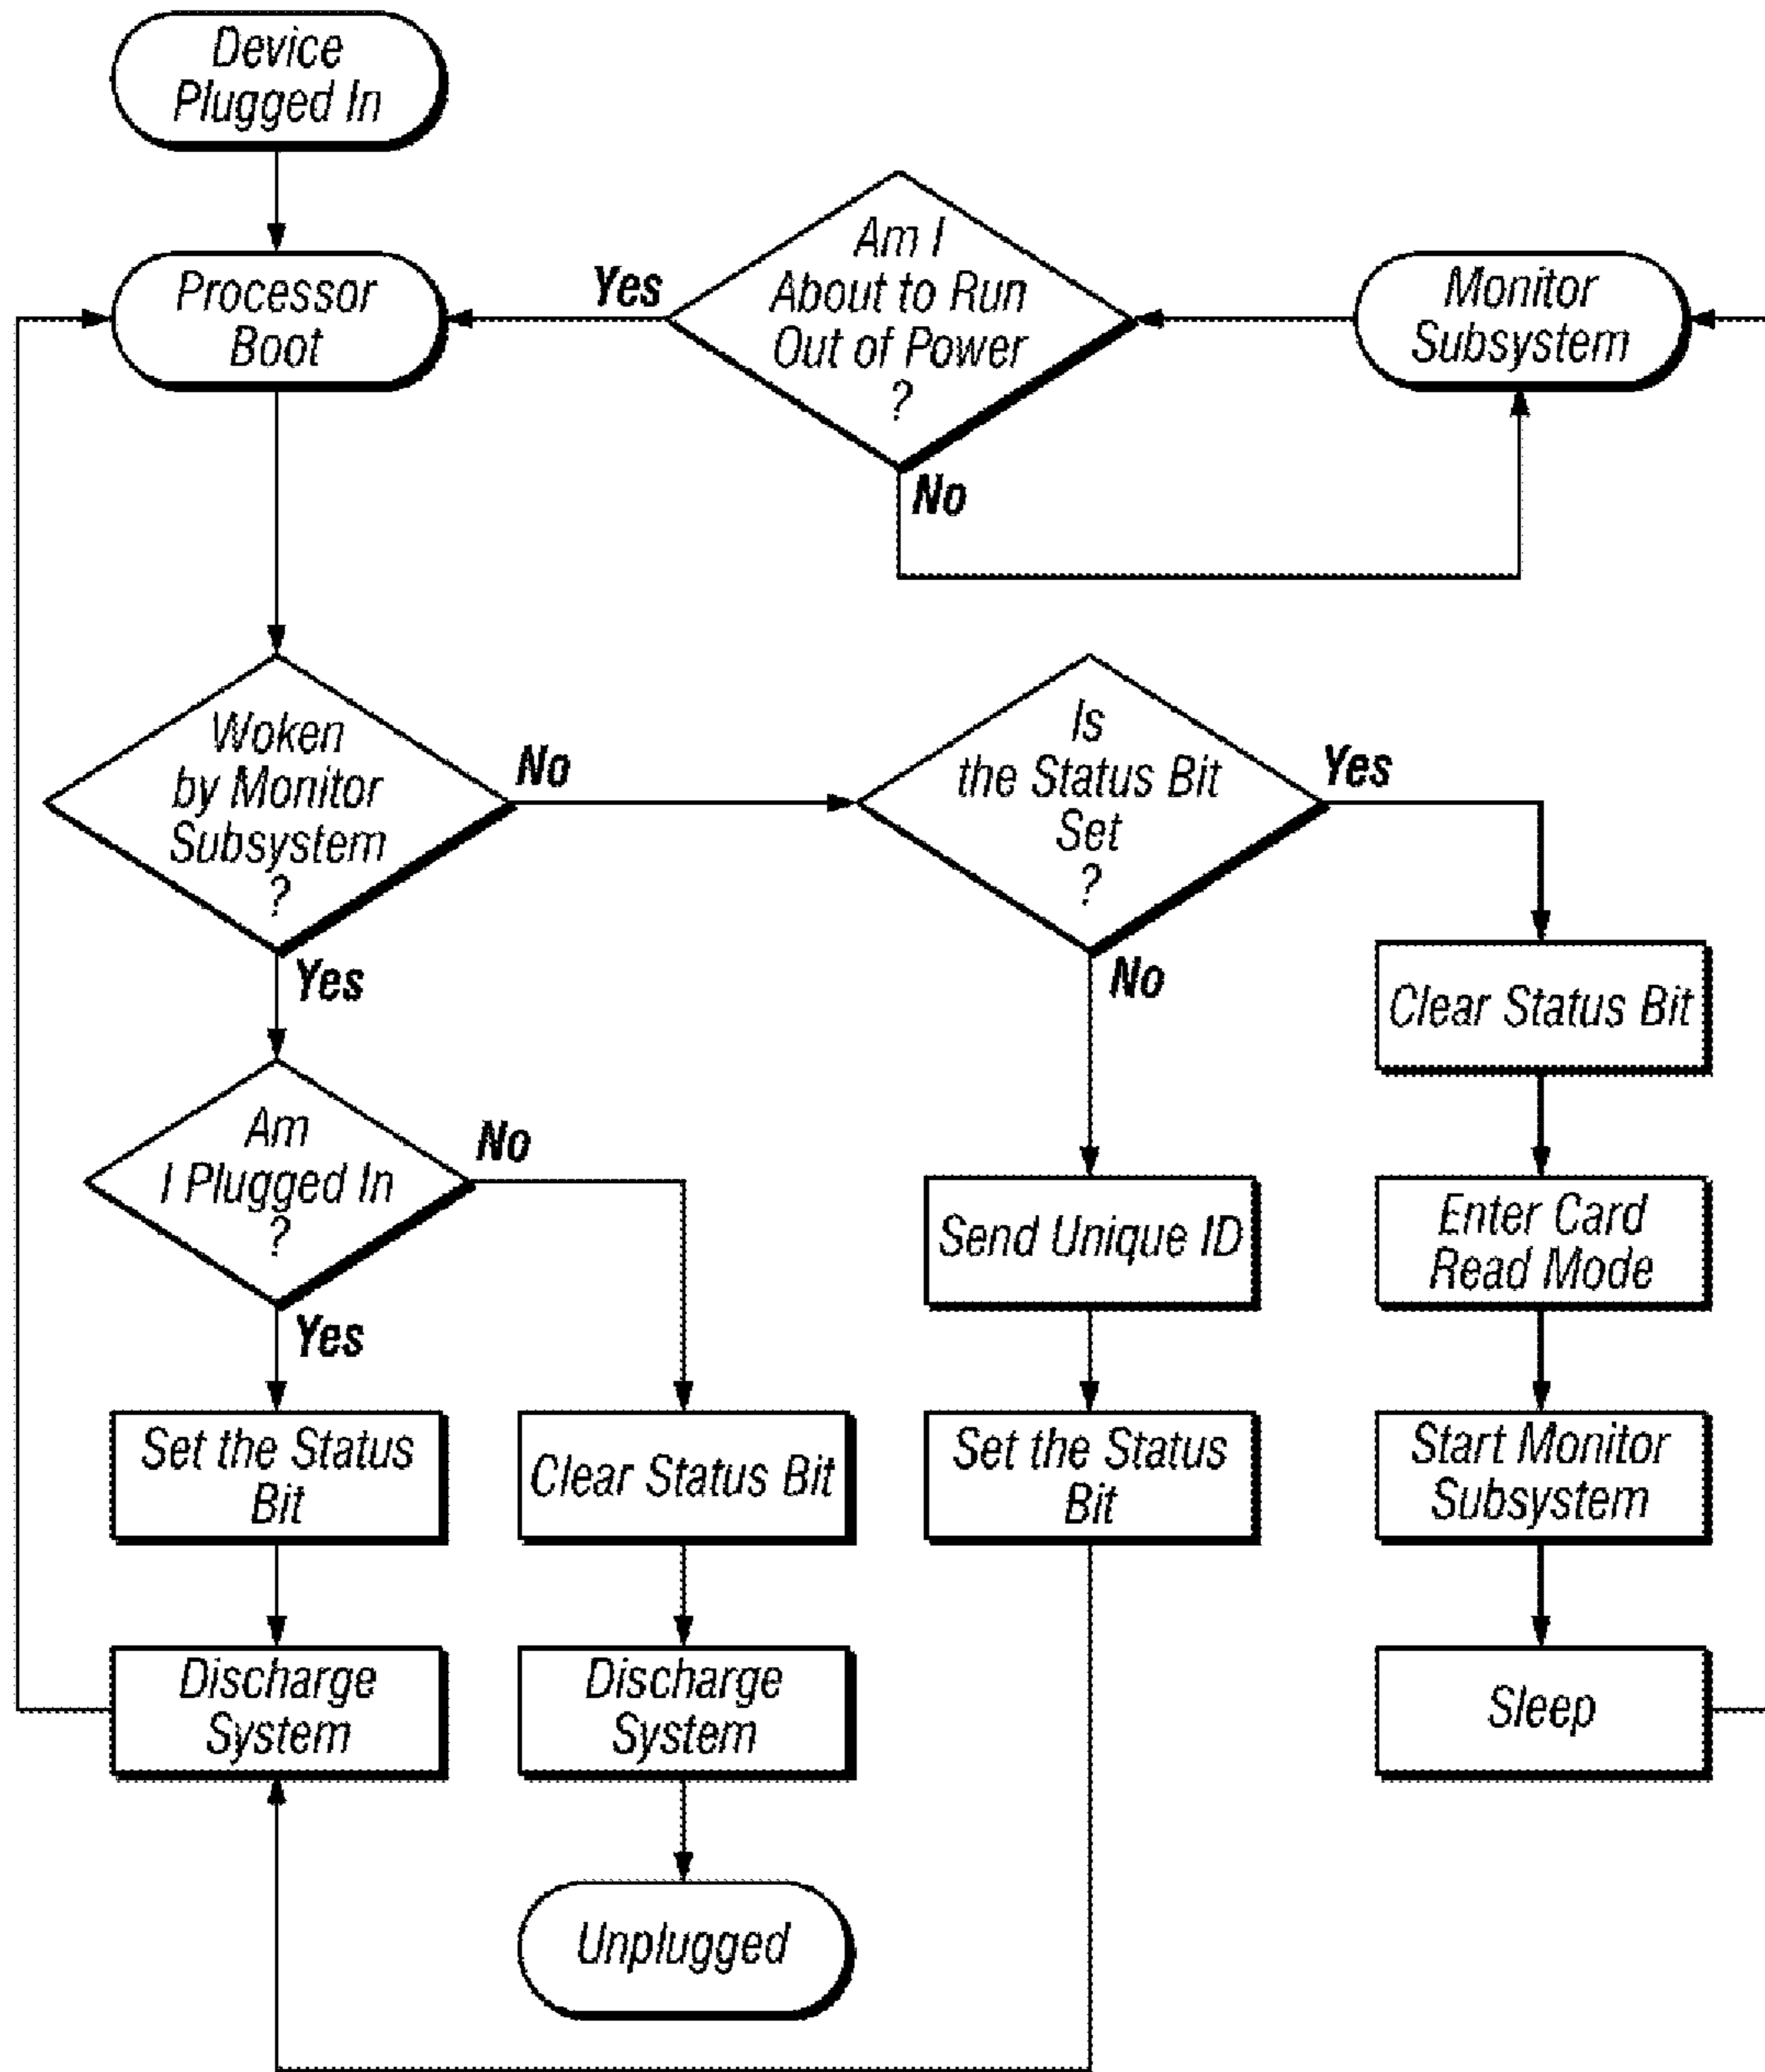 Device
Plugged In
Processor
Boot
Yes
Am I
About to Run
Out of Power
?
No
Monitor
Subsystem
Woken
by Monitor
Subsystem
?
No
Yes
Is
the Status Bit
Set
?
Yes
No
Clear Status Bit
Am
I Plugged In
?
No
Yes
Send Unique ID
Enter Card
Read Mode
Set the Status
Bit
Clear Status Bit
Set the Status
Bit
Start Monitor
Subsystem
Discharge
System
Discharge
System
Sleep
Unplugged